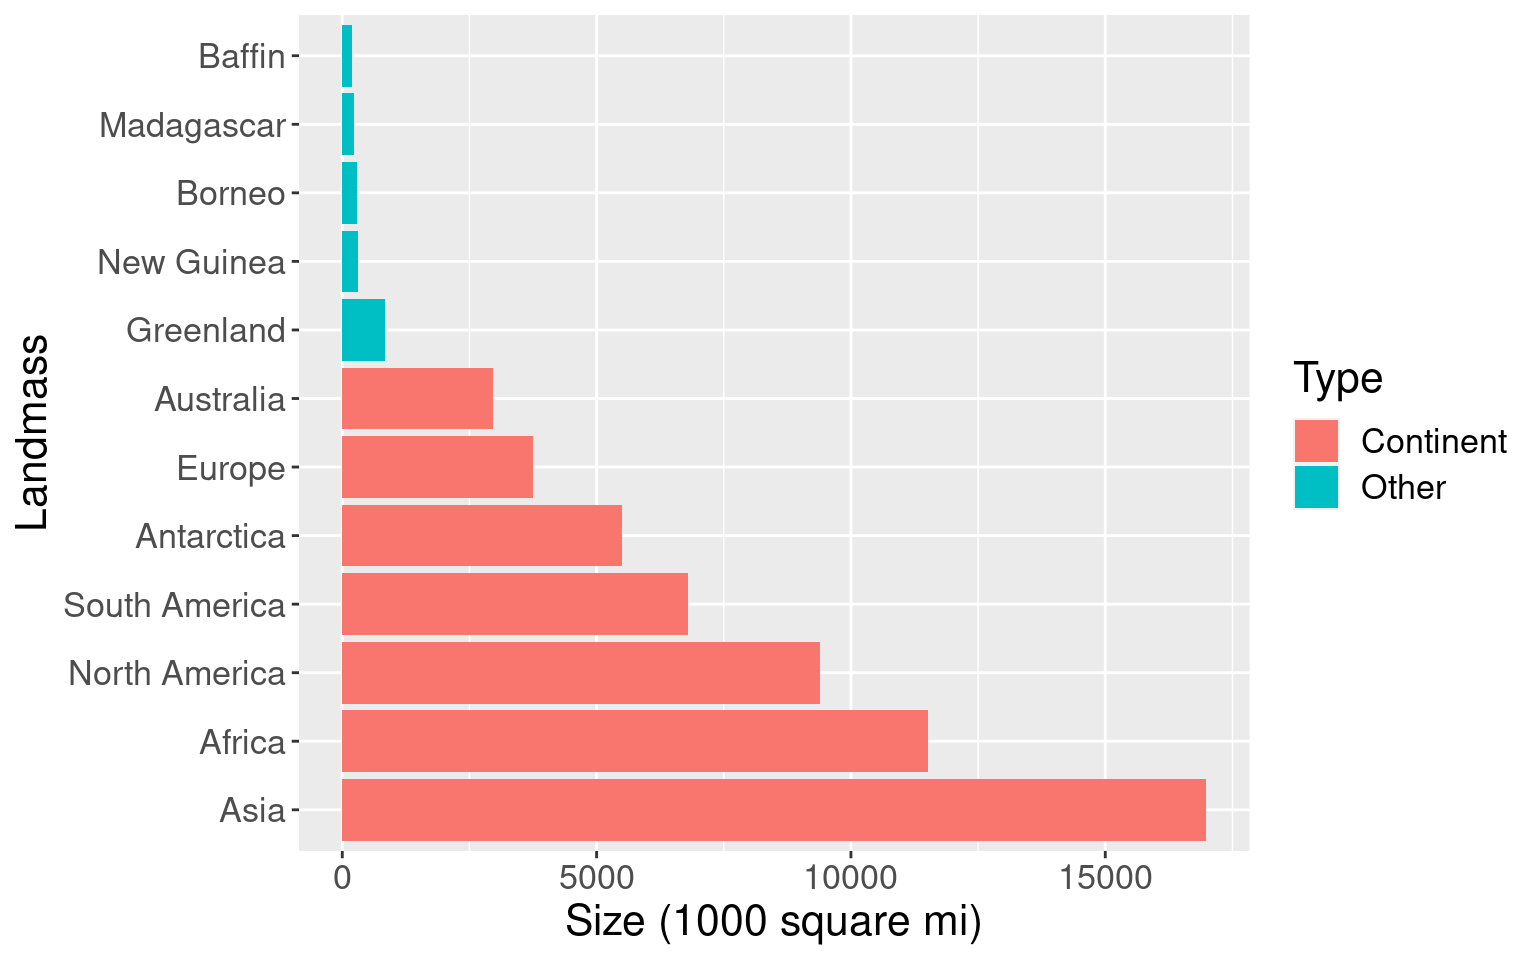 Baffin
Madagascar
Borneo
New Guinea
Greenland
Australia
Europe
Antarctica
South America
North America
Africa
Asia
Landmass
0 5000 10000 15000
Size (1000 square mi)
Type
Continent
Other